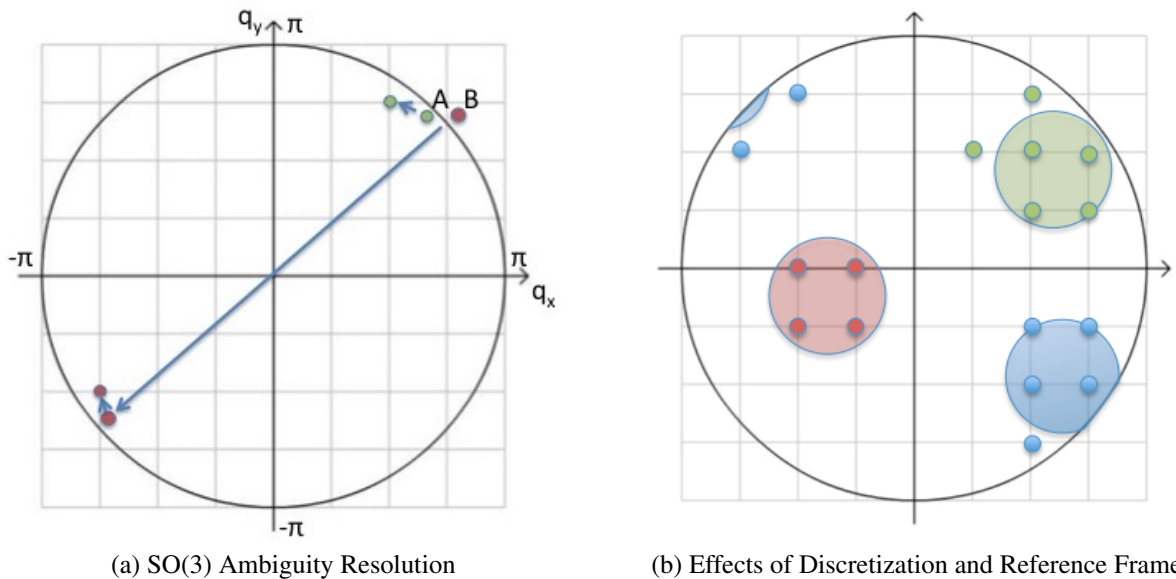 q_y π
A B
-π π
q_x
-π
(a) SO(3) Ambiguity Resolution
(b) Effects of Discretization and Reference Frame